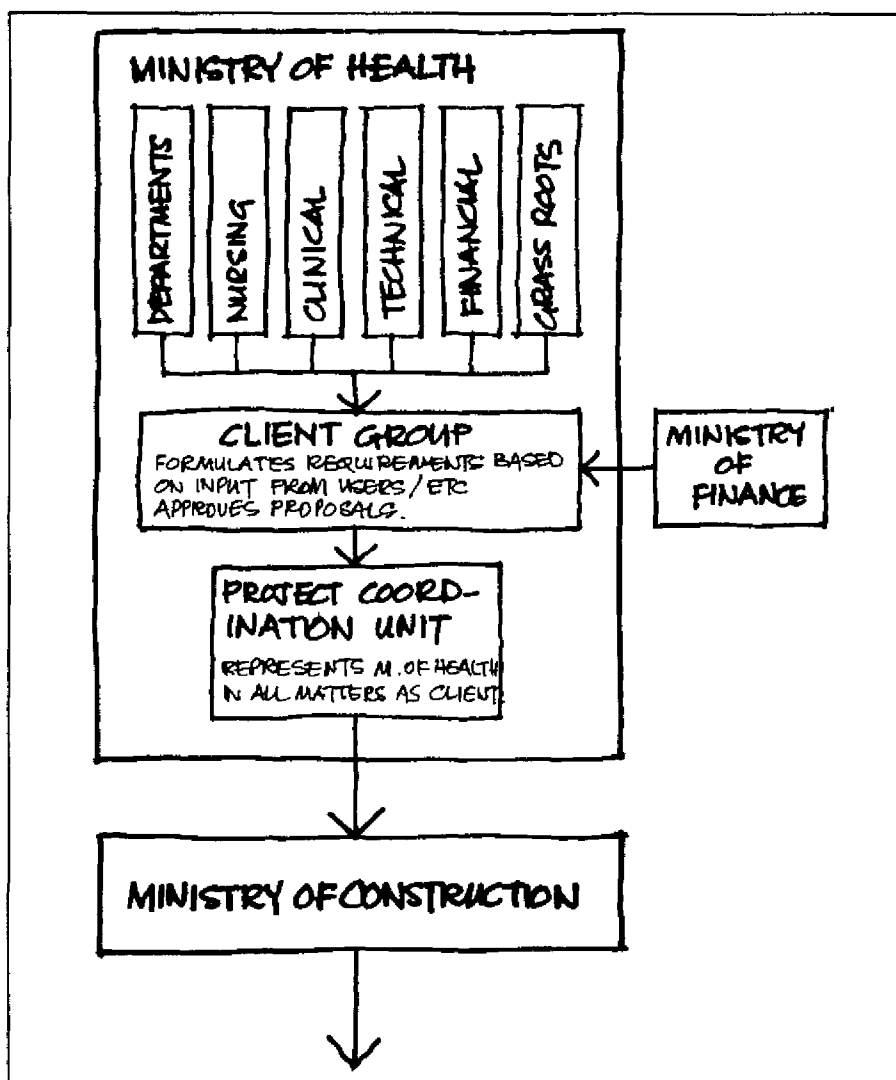 MINISTRY OF HEALTH
DEPARTMENTS
NURSING
CLINICAL
TECHNICAL
FINANCIAL
GRASS ROOTS
CLIENT GROUP
FORMULATES REQUIREMENTS BASED
ON INPUT FROM USERS/ETC
APPROVES PROPOSALS.
MINISTRY
OF
FINANCE
PROJECT COORD-
INATION UNIT
REPRESENTS M. OF HEALTH
IN ALL MATTERS AS CLIENT.
MINISTRY OF CONSTRUCTION